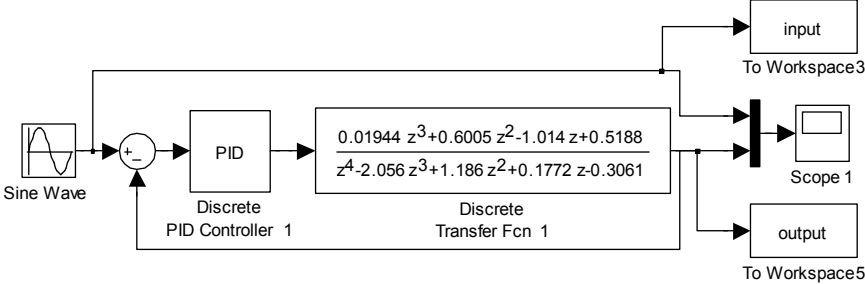 input
To Workspace3
Sine Wave
+
−
PID
Discrete
PID Controller 1
0.01944 z3+0.6005 z2-1.014 z+0.5188
z4-2.056 z3+1.186 z2+0.1772 z-0.3061
Discrete
Transfer Fcn 1
Scope 1
output
To Workspace5